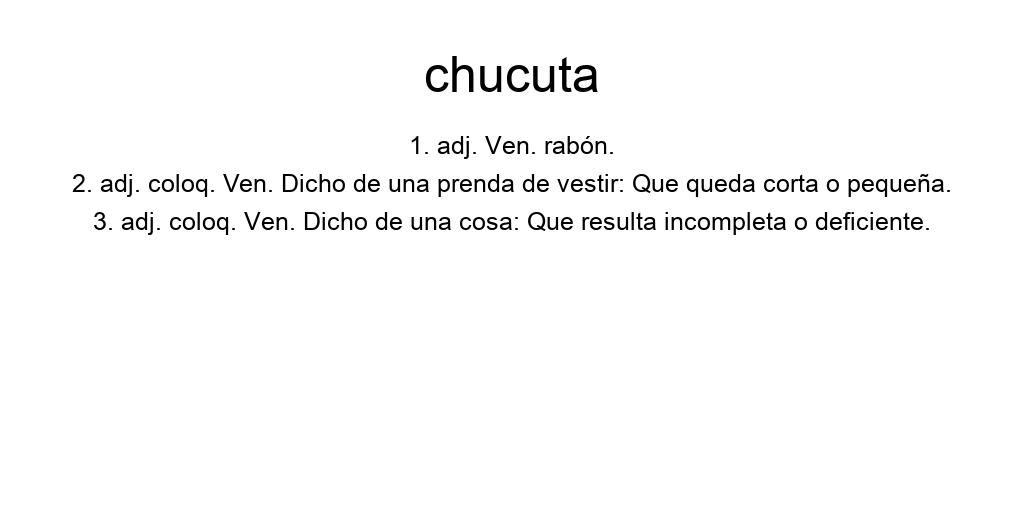 chucuta
1. adj. Ven. rabón.
2. adj. coloq. Ven. Dicho de una prenda de vestir: Que queda corta o pequeña.
3. adj. coloq. Ven. Dicho de una cosa: Que resulta incompleta o deficiente.